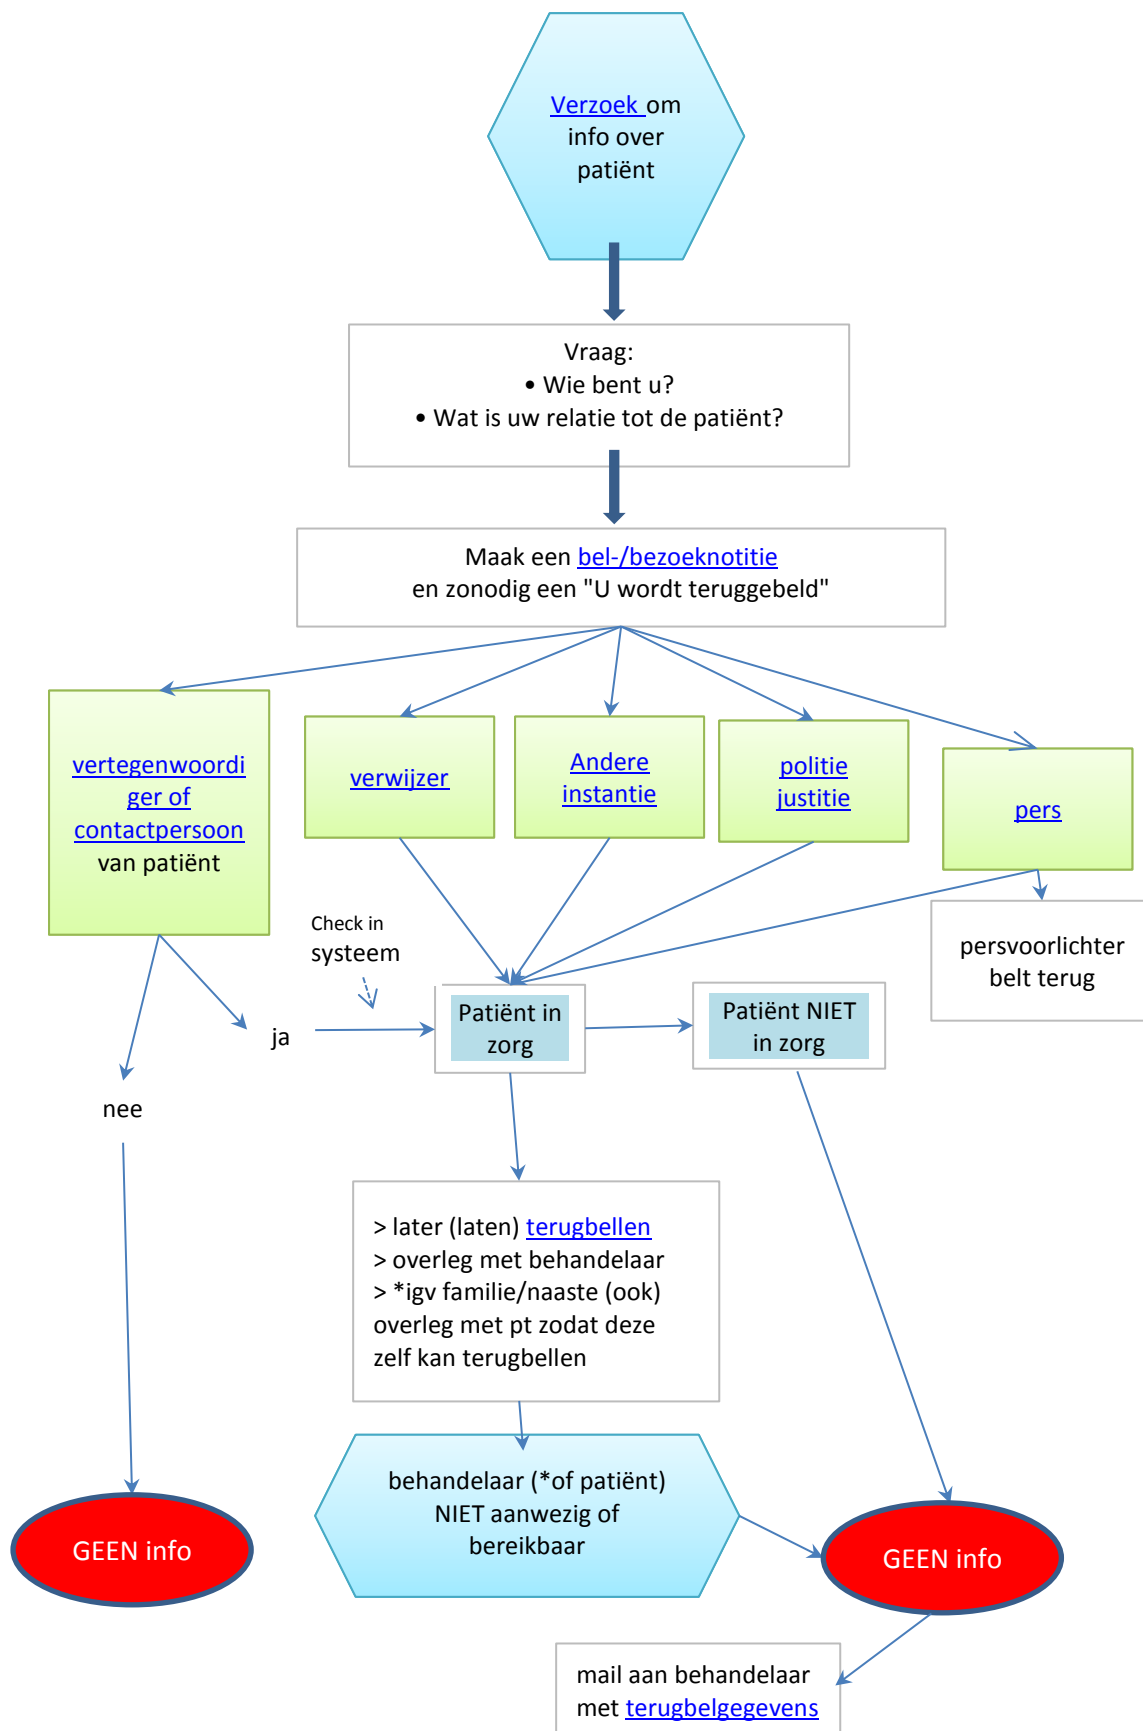 Verzoek om
info over
patiënt
Vraag:
• Wie bent u?
• Wat is uw relatie tot de patiënt?
Maak een bel-/bezoeknotitie
en zonodig een "U wordt teruggebeld"
vertegenwoordi
ger of
contactpersoon
van patiënt
verwijzer
Andere
instantie
politie
justitie
pers
Check in
systeem
persvoorlichter
belt terug
ja
Patiënt in
zorg
Patiënt NIET
in zorg
nee
> later (laten) terugbellen
> overleg met behandelaar
> *igv familie/naaste (ook)
overleg met pt zodat deze
zelf kan terugbellen
behandelaar (*of patiënt)
NIET aanwezig of
bereikbaar
GEEN info
GEEN info
mail aan behandelaar
met terugbelgegevens